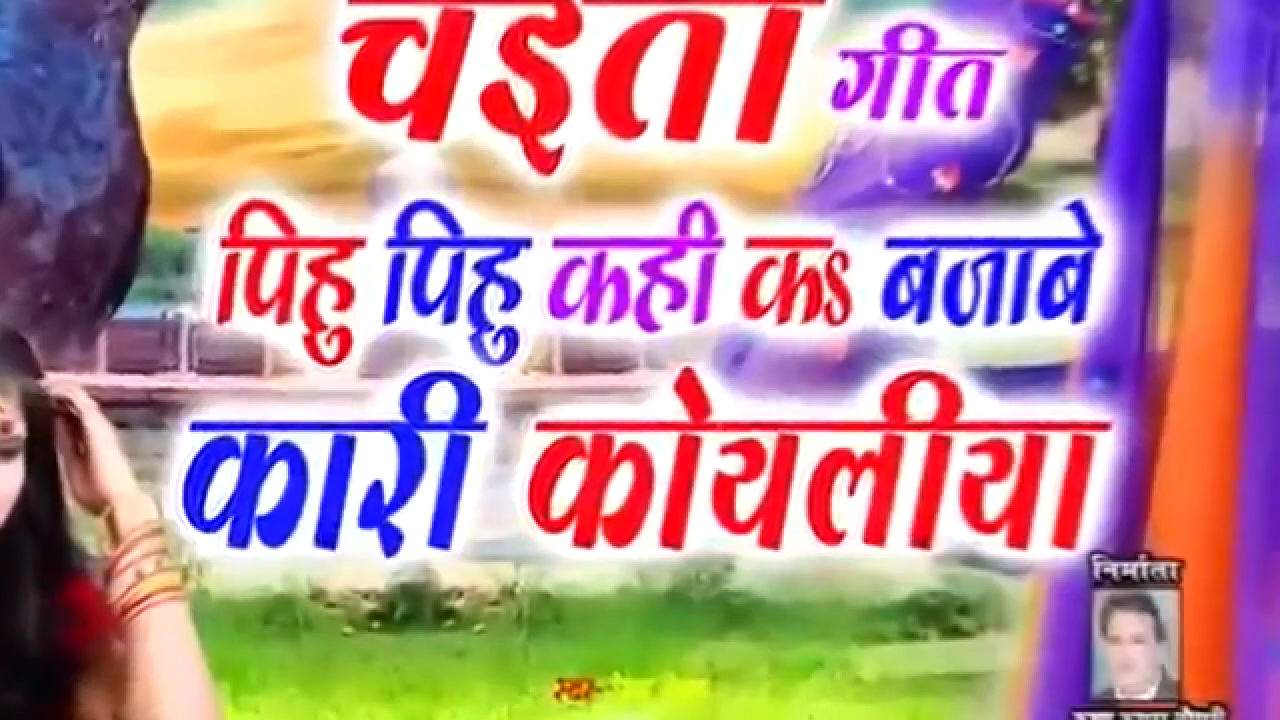 चइता गीत
पिहु पिहु कही कऽ बजाबे
कारी कोयलीया
निर्माता